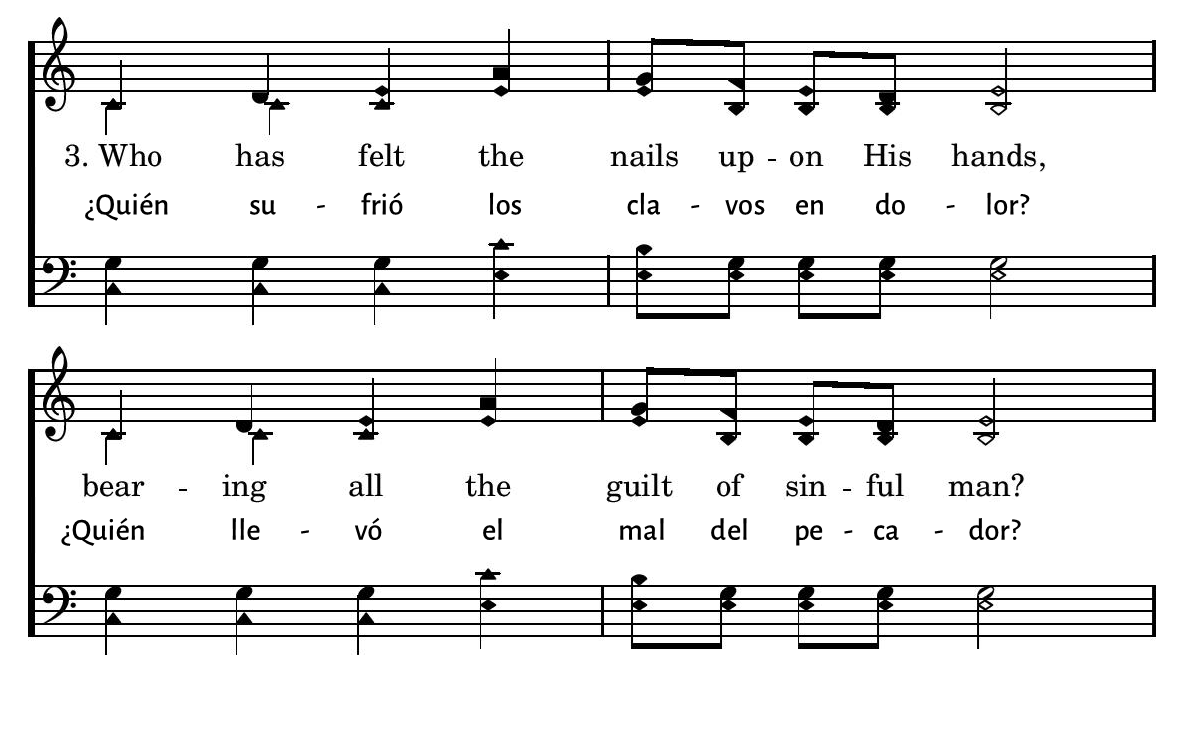 3. Who has felt the nails up - on His hands,
¿Quién su - frió los cla - vos en do - lor?
bear - ing all the guilt of sin - ful man?
¿Quién lle - vó el mal del pe - ca - dor?